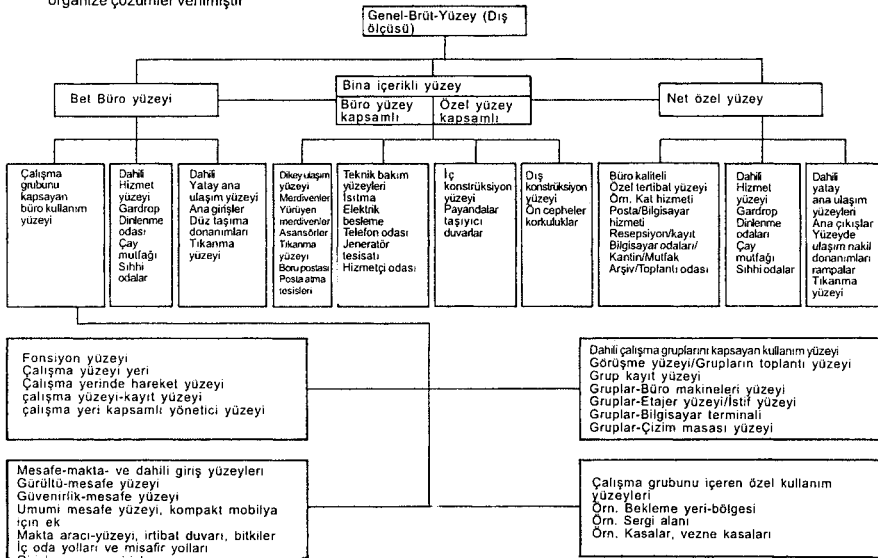 organize çözümler verilmiştir
Genel-Brüt-Yüzey (Dış
ölçüsü)
Bet Büro yüzeyi
Bina içerikli yüzey
Büro yüzey
kapsamlı
Özel yüzey
kapsamlı
Net özel yüzey
Çalışma
grubunu
kapsayan
büro kullanım
yüzeyi
Dahili
Hizmet
yüzeyi
Gardrop
Dinlenme
odası
Çay
mutfağı
Sıhhi
odalar
Dahili
Yatay ana
ulaşım yüzeyi
Ana girişler
Düz taşıma
donanımları
Tıkanma
yüzeyi
Dikey ulaşım
yüzeyi
Merdivenler
Yürüyen
merdivenler
Asansörler
Tıkanma
yüzeyi
Boru postası
Posta atma
tesisleri
Teknik bakım
yüzeyleri
Isıtma
Elektrik
besleme
Telefon odası
Jeneratör
tesisatı
Hizmetçi odası
İç
konstrüksiyon
yüzeyi
Payandalar
taşıyıcı
duvarlar
Dış
konstrüksiyon
yüzeyi
Ön cepheler
korkuluklar
Büro kaliteli
Özel tertibat yüzeyi
Örn. Kat hizmeti
Posta/Bilgisayar
hizmeti
Resepsiyon/kayıt
Bilgisayar odaları/
Kantin/Mutfak
Arşiv/Toplantı odası
Dahili
Hizmet
yüzeyi
Gardrop
Dinlenme
odaları
Çay
mutfağı
Sıhhi odalar
Dahili
yatay
ana ulaşım
yüzeyleri
Ana çıkışlar
Yüzeyde
ulaşım nakil
donanımları
rampalar
Tıkanma
yüzeyi
Fonsiyon yüzeyi
Çalışma yüzeyi yeri
Çalışma yerinde hareket yüzeyi
çalışma yüzeyi-kayıt yüzeyi
çalışma yeri kapsamlı yönetici yüzeyi
Dahili çalışma gruplarını kapsayan kullanım yüzeyi
Görüşme yüzeyi/Grupların toplantı yüzeyi
Grup kayıt yüzeyi
Gruplar-Büro makineleri yüzeyi
Gruplar-Etajer yüzeyi/İstif yüzeyi
Gruplar-Bilgisayar terminali
Gruplar-Çizim masası yüzeyi
Mesafe-makta- ve dahili giriş yüzeyleri
Gürültü-mesafe yüzeyi
Güvenirlik-mesafe yüzeyi
Umumi mesafe yüzeyi, kompakt mobilya
için ek
Makta aracı-yüzeyi, irtibat duvarı, bitkiler
İç oda yolları ve misafir yolları
Çalışma grubunu içeren özel kullanım
yüzeyleri
Örn. Bekleme yeri-bölgesi
Örn. Sergi alanı
Örn. Kasalar, vezne kasaları